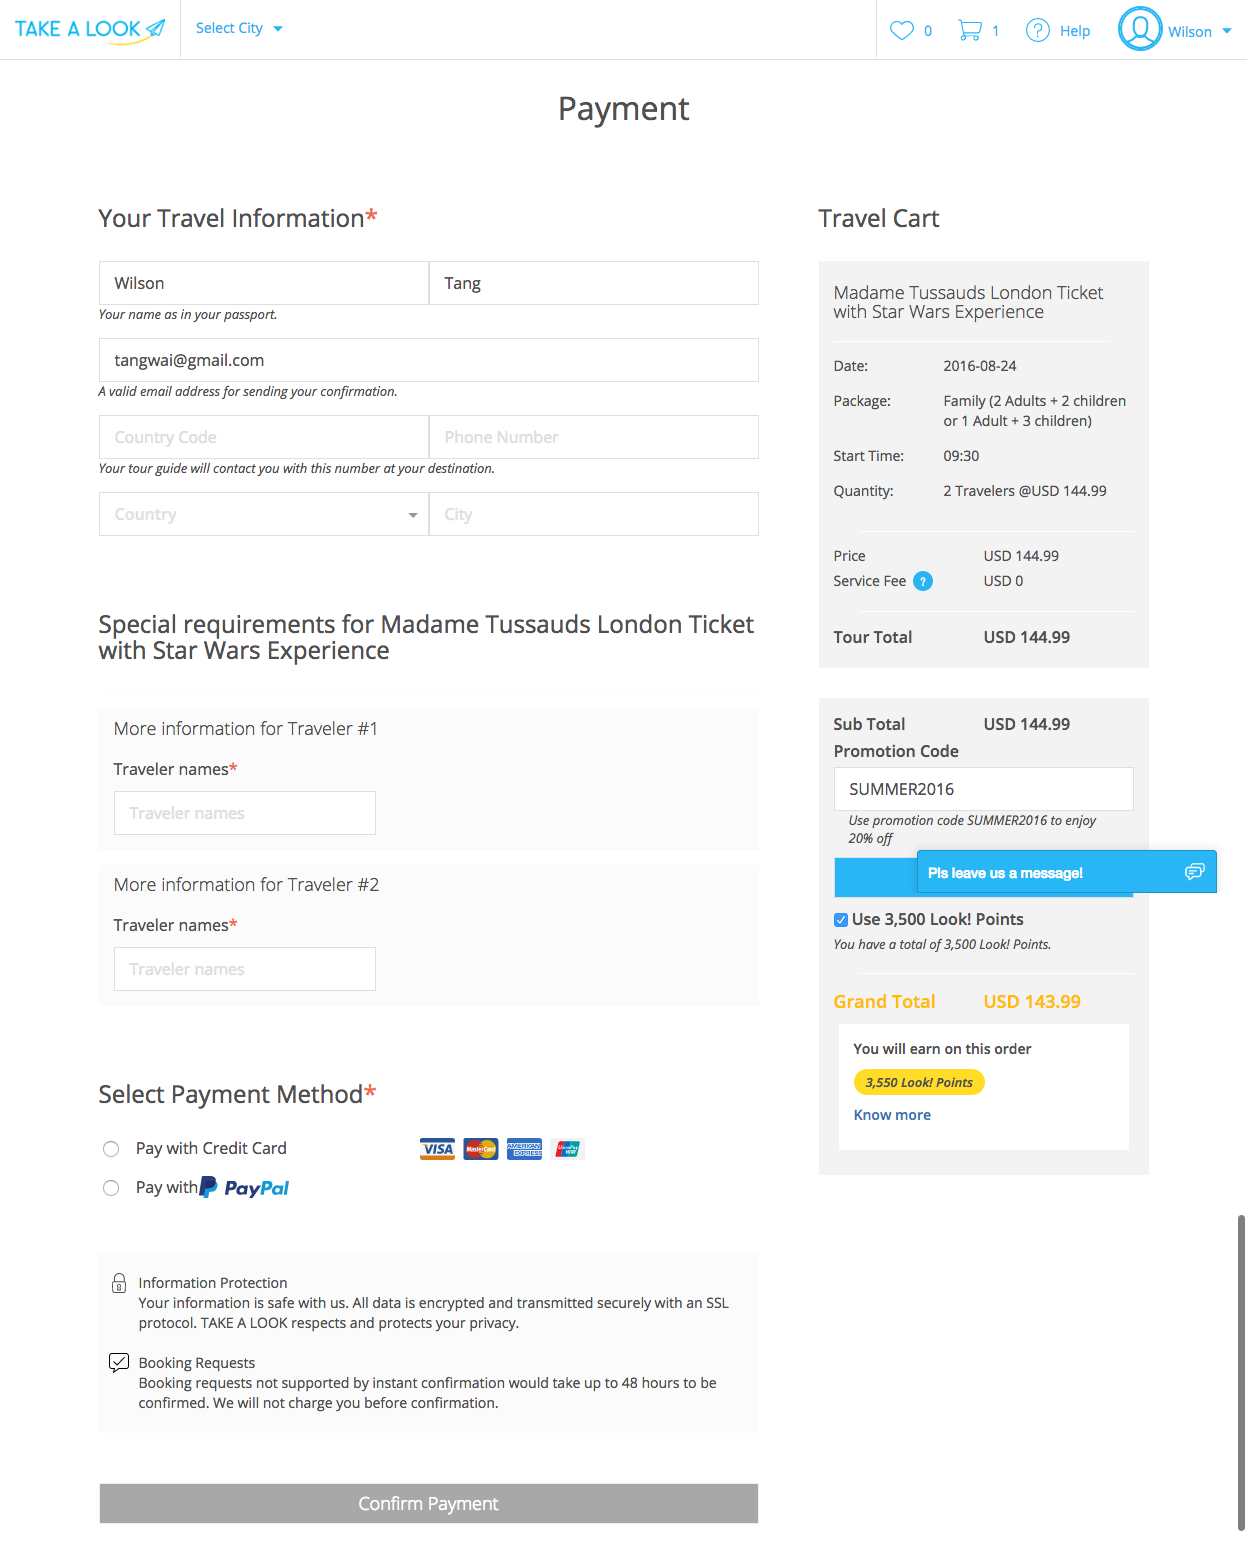 TAKE A LOOK
Select City
0
1
Help
Wilson
Payment
Your Travel Information*
Wilson
Tang
Your name as in your passport.
tangwai@gmail.com
A valid email address for sending your confirmation.
Country Code
Phone Number
Your tour guide will contact you with this number at your destination.
Country
City
Special requirements for Madame Tussauds London Ticket
with Star Wars Experience
More information for Traveler #1
Traveler names*
Traveler names
More information for Traveler #2
Traveler names*
Traveler names
Select Payment Method*
Pay with Credit Card
VISA
MasterCard
AMERICAN
EXPRESS
UnionPay
Pay with PayPal
Information Protection
Your information is safe with us. All data is encrypted and transmitted securely with an SSL
protocol. TAKE A LOOK respects and protects your privacy.
Booking Requests
Booking requests not supported by instant confirmation would take up to 48 hours to be
confirmed. We will not charge you before confirmation.
Confirm Payment
Travel Cart
Madame Tussauds London Ticket
with Star Wars Experience
Date: 2016-08-24
Package: Family (2 Adults + 2 children
or 1 Adult + 3 children)
Start Time: 09:30
Quantity: 2 Travelers @USD 144.99
Price USD 144.99
Service Fee ? USD 0
Tour Total USD 144.99
Sub Total USD 144.99
Promotion Code
SUMMER2016
Use promotion code SUMMER2016 to enjoy
20% off
Pls leave us a message!
Use 3,500 Look! Points
You have a total of 3,500 Look! Points.
Grand Total USD 143.99
You will earn on this order
3,550 Look! Points
Know more